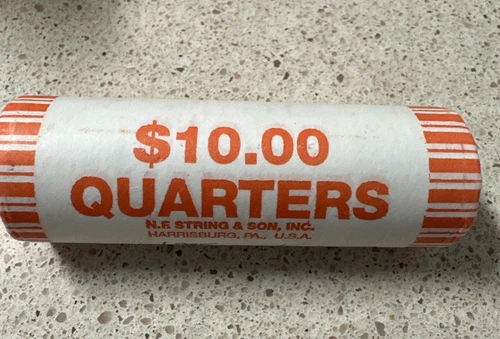 $10.00
QUARTERS
N.F. STRING & SON, INC.
HARRISBURG, PA., U.S.A.